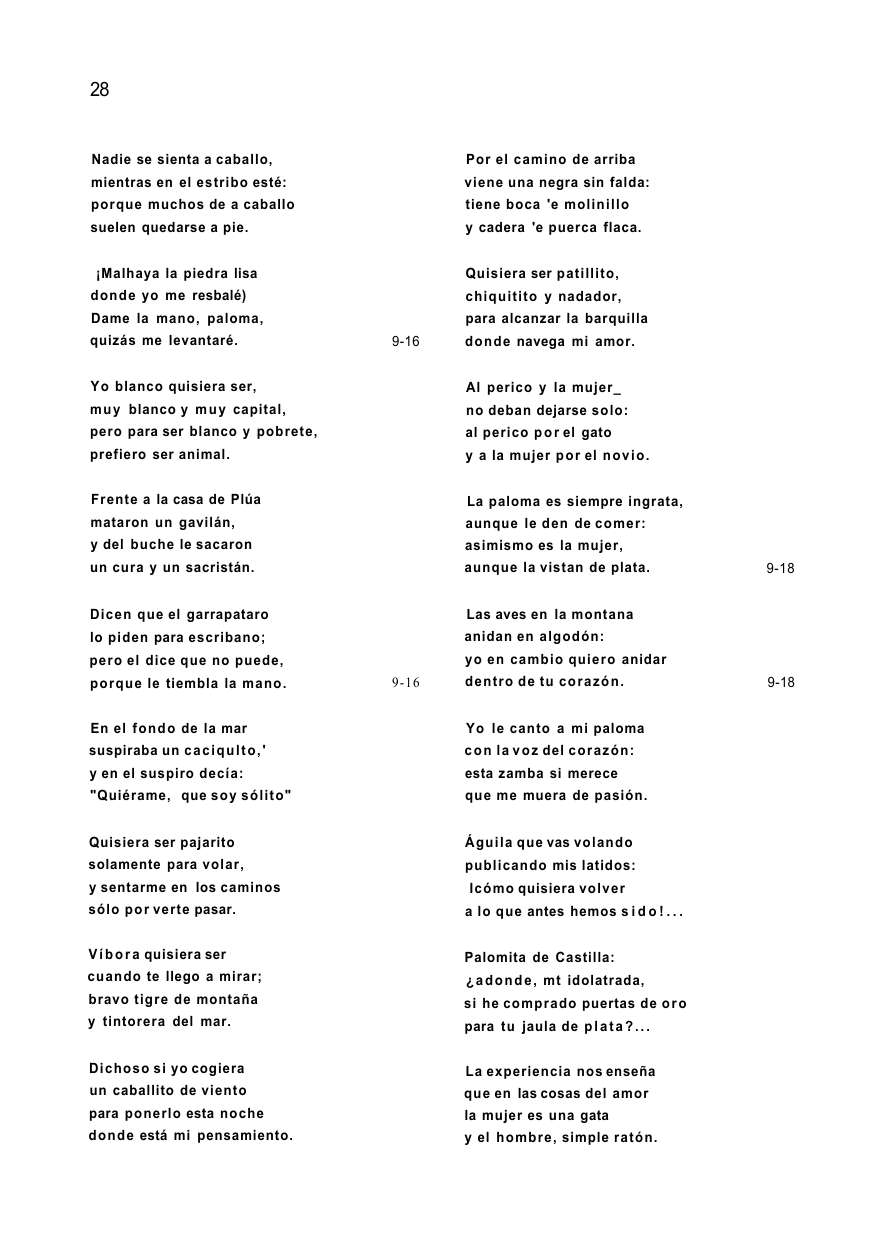 28
Nadie se sienta a caballo,
mientras en el estribo esté:
porque muchos de a caballo
suelen quedarse a pie.
¡Malhaya la piedra lisa
donde yo me resbalé)
Dame la mano, paloma,
quizás me levantaré. 9-16
Yo blanco quisiera ser,
muy blanco y muy capital,
pero para ser blanco y pobrete,
prefiero ser animal.
Frente a la casa de Plúa
mataron un gavilán,
y del buche le sacaron
un cura y un sacristán.
Dicen que el garrapataro
lo piden para escribano;
pero el dice que no puede,
porque le tiembla la mano. 9-16
En el fondo de la mar
suspiraba un caciqulto,'
y en el suspiro decía:
"Quiérame, que soy sólito"
Quisiera ser pajarito
solamente para volar,
y sentarme en los caminos
sólo por verte pasar.
Víbora quisiera ser
cuando te llego a mirar;
bravo tigre de montaña
y tintorera del mar.
Dichoso si yo cogiera
un caballito de viento
para ponerlo esta noche
donde está mi pensamiento.
Por el camino de arriba
viene una negra sin falda:
tiene boca 'e molinillo
y cadera 'e puerca flaca.
Quisiera ser patillito,
chiquitito y nadador,
para alcanzar la barquilla
donde navega mi amor.
Al perico y la mujer_
no deban dejarse solo:
al perico por el gato
y a la mujer por el novio.
La paloma es siempre ingrata,
aunque le den de comer:
asimismo es la mujer,
aunque la vistan de plata. 9-18
Las aves en la montana
anidan en algodón:
yo en cambio quiero anidar
dentro de tu corazón. 9-18
Yo le canto a mi paloma
con la voz del corazón:
esta zamba si merece
que me muera de pasión.
Águila que vas volando
publicando mis latidos:
Icómo quisiera volver
a lo que antes hemos sido!...
Palomita de Castilla:
¿adonde, mt idolatrada,
si he comprado puertas de oro
para tu jaula de plata?...
La experiencia nos enseña
que en las cosas del amor
la mujer es una gata
y el hombre, simple ratón.